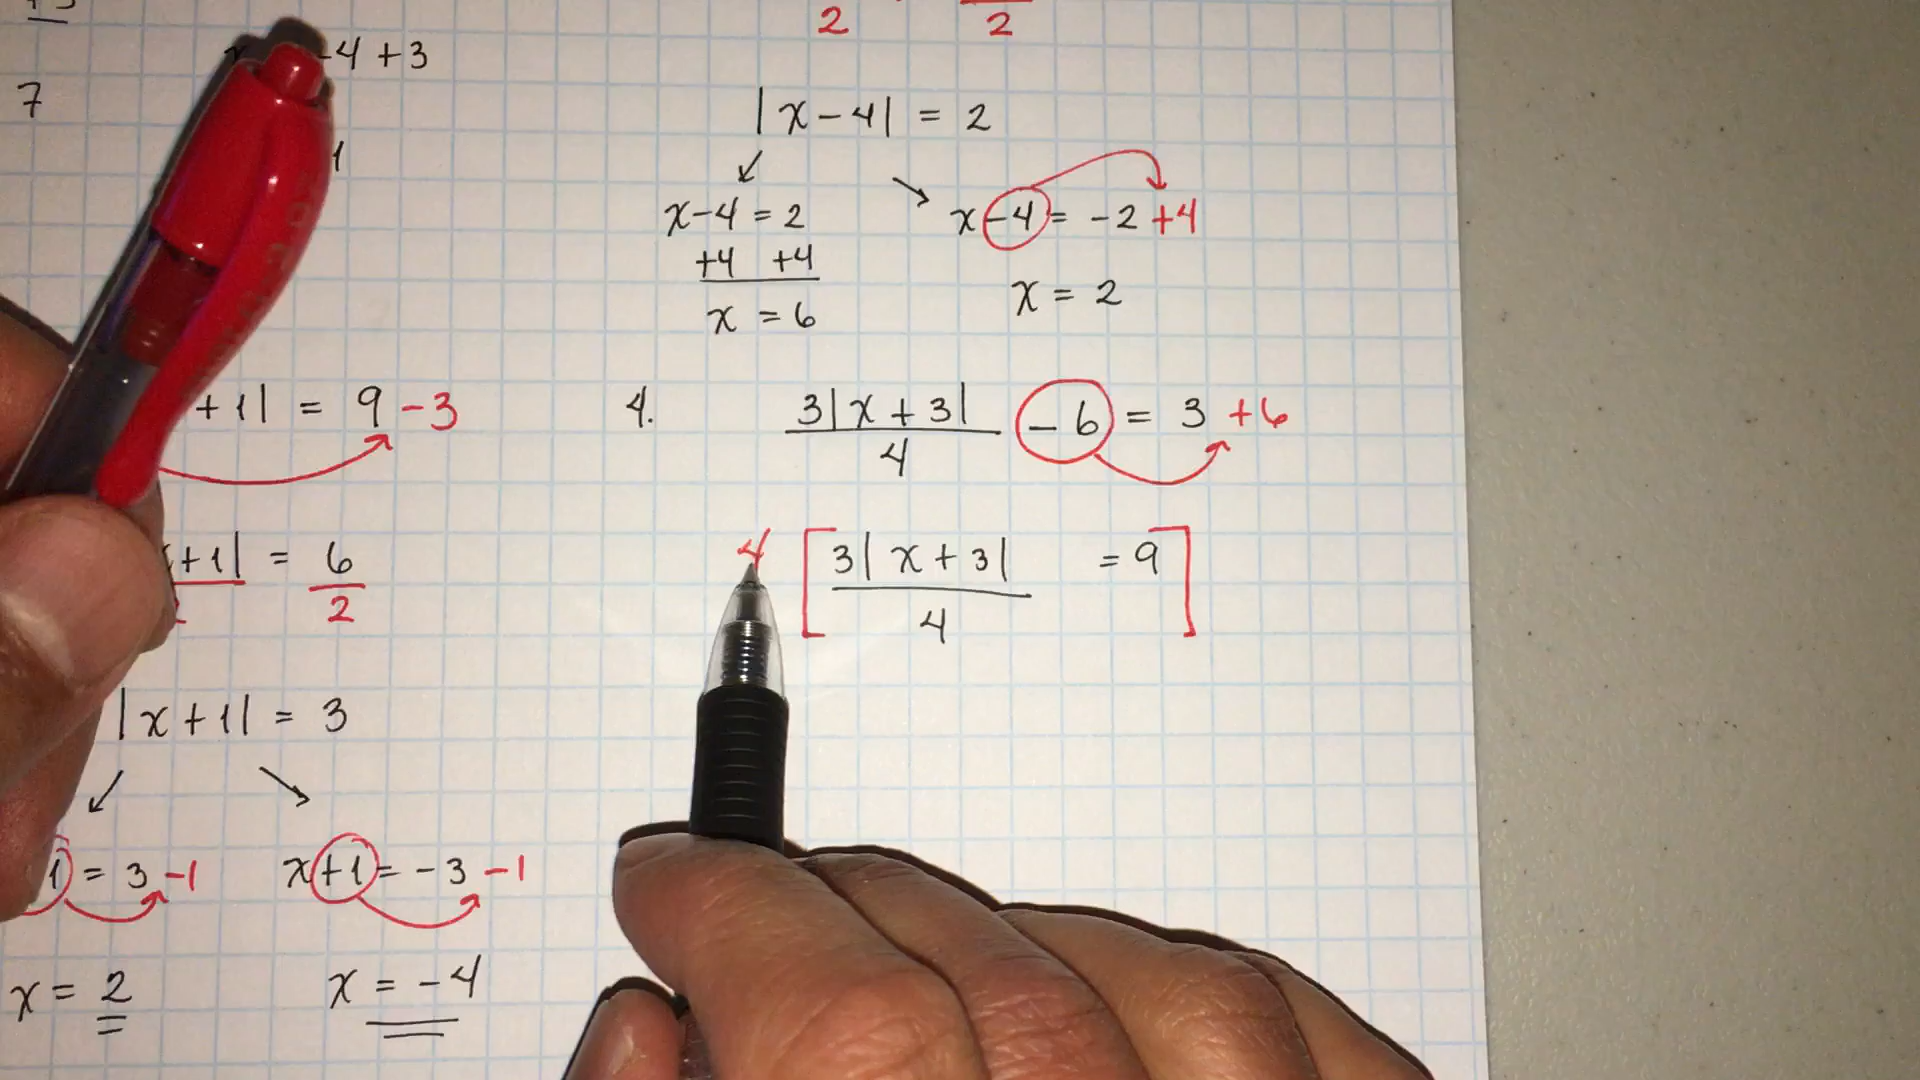 -4 +3
7
1
+1| = 9 -3
+1| = 6
2
|x+1| = 3
1 = 3 -1
x+1 = -3 -1
x = 2
x = -4
2 2
|x-4| = 2
x-4 = 2
+4 +4
x = 6
x-4 = -2 +4
x = 2
4. 3|x+3| -6 = 3 +6
4
4 [ 3|x+3| = 9 ]
4